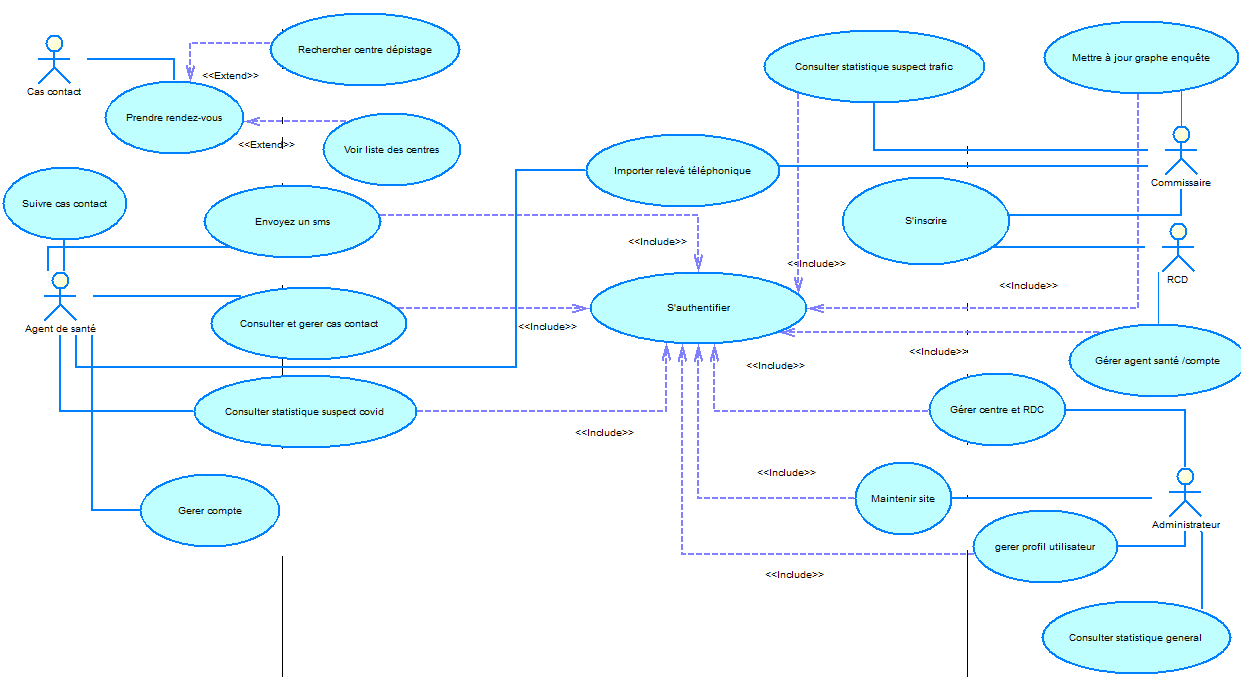 Rechercher centre dépistage
Cas contact
<<Extend>>
Prendre rendez-vous
<<Extend>>
Voir liste des centres
Suivre cas contact
Envoyez un sms
Agent de santé
Consulter et gerer cas contact
Consulter statistique suspect covid
Gerer compte
Consulter statistique suspect trafic
Mettre à jour graphe enquête
Importer relevé téléphonique
Commissaire
S'inscrire
<<Include>>
<<Include>>
RCD
<<Include>>
S'authentifier
<<Include>>
<<Include>>
<<Include>>
Gérer agent santé /compte
Gérer centre et RDC
<<Include>>
<<Include>>
Maintenir site
Administrateur
gerer profil utilisateur
<<Include>>
Consulter statistique general